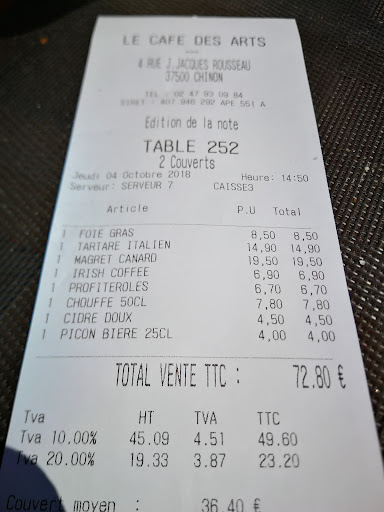 LE CAFE DES ARTS
---
4 RUE J.JACQUES ROUSSEAU
37500 CHINON
TEL : 02 47 93 09 84
SIRET : 407 946 292 APE 551 A
Edition de la note
TABLE 252
2 Couverts
Jeudi 04 Octobre 2018 Heure: 14:50
Serveur: SERVEUR 7 CAISSE3
Article P.U Total
1 FOIE GRAS 8,50 8,50
1 TARTARE ITALIEN 14,90 14,90
1 MAGRET CANARD 19,50 19,50
1 IRISH COFFEE 6,90 6,90
1 PROFITEROLES 6,70 6,70
1 CHOUFFE 50CL 7,80 7,80
1 CIDRE DOUX 4,50 4,50
1 PICON BIERE 25CL 4,00 4,00
TOTAL VENTE TTC : 72.80 €
Tva HT TVA TTC
Tva 10.00% 45.09 4.51 49.60
Tva 20.00% 19.33 3.87 23.20
Couvert moyen : 36.40 €